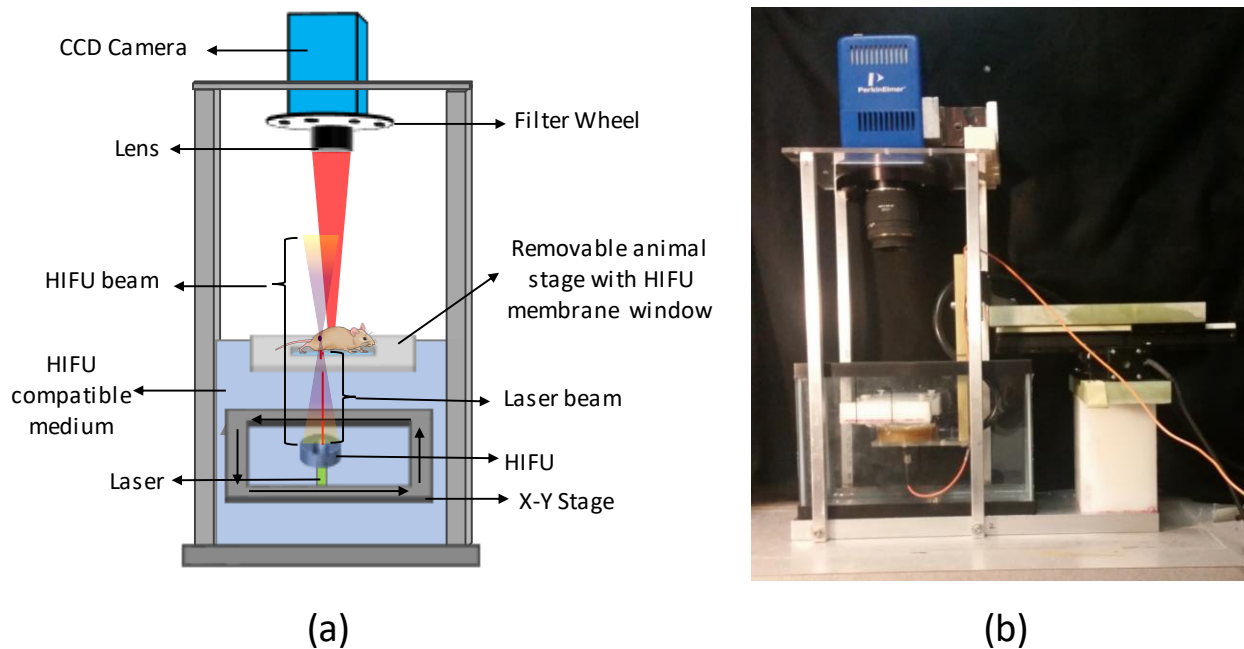 CCD Camera
Filter Wheel
Lens
HIFU beam
Removable animal
stage with HIFU
membrane window
HIFU
compatible
medium
Laser beam
HIFU
Laser
X-Y Stage
(a)
PerkinElmer
(b)